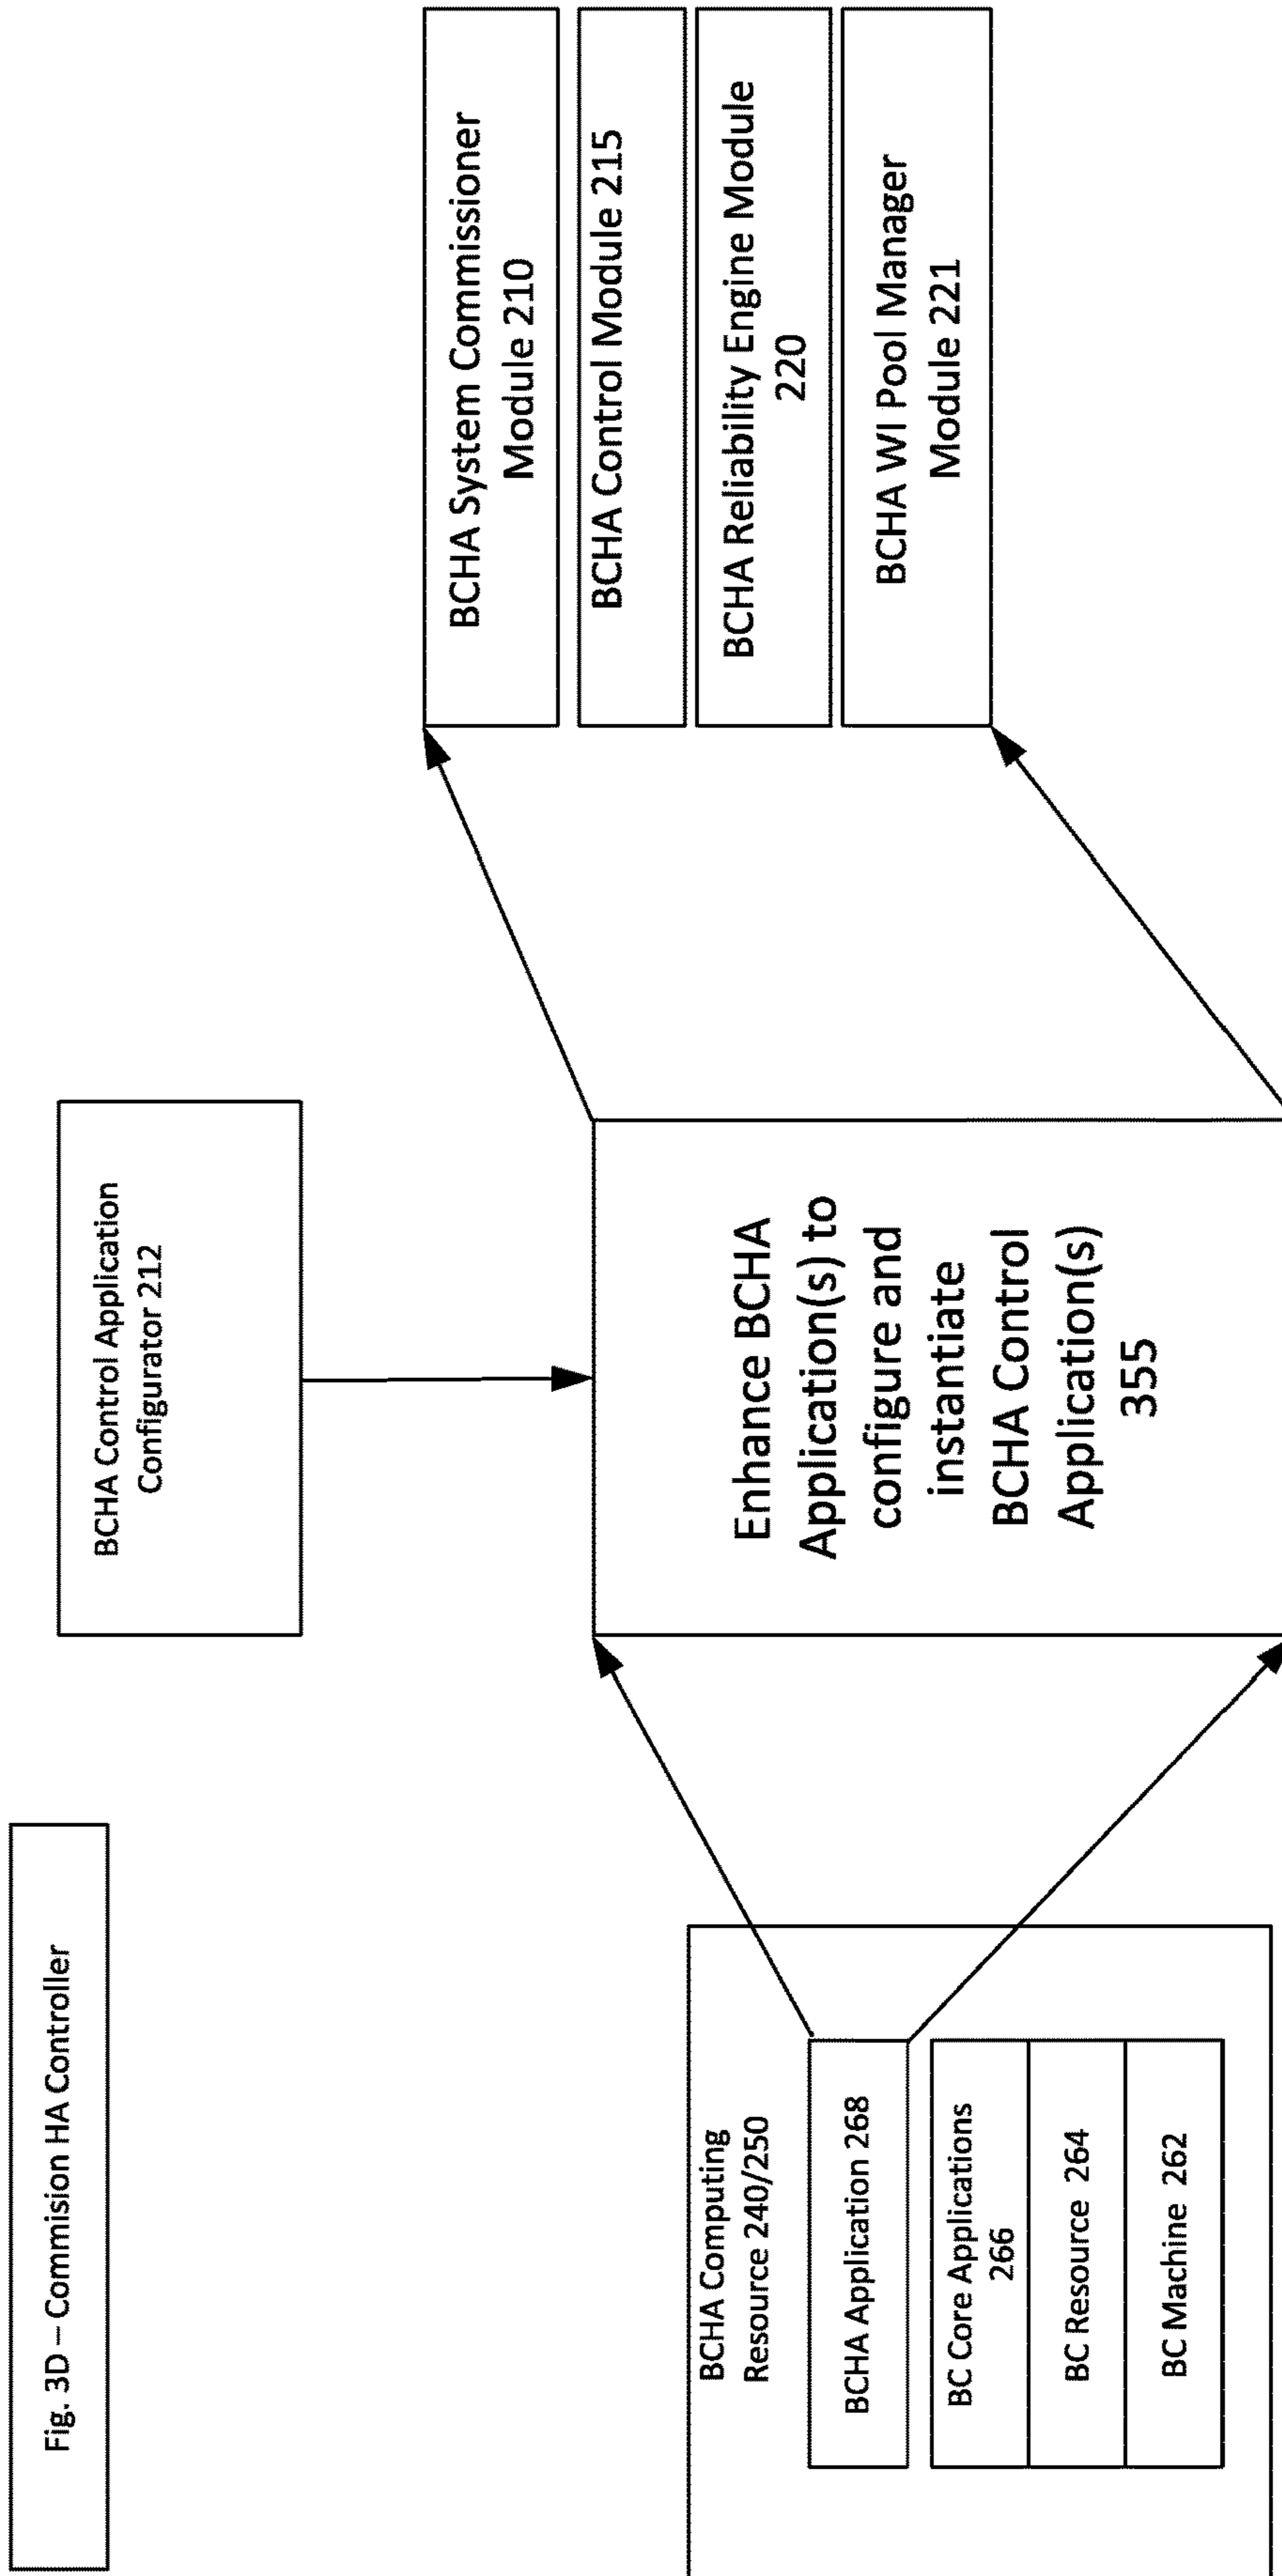 Fig. 3D – Commision HA Controller
BCHA Control Application
Configurator 212
BCHA Computing
Resource 240/250
BCHA Application 268
BC Core Applications
266
BC Resource 264
BC Machine 262
Enhance BCHA
Application(s) to
configure and
instantiate
BCHA Control
Application(s)
355
BCHA System Commissioner
Module 210
BCHA Control Module 215
BCHA Reliability Engine Module
220
BCHA WI Pool Manager
Module 221